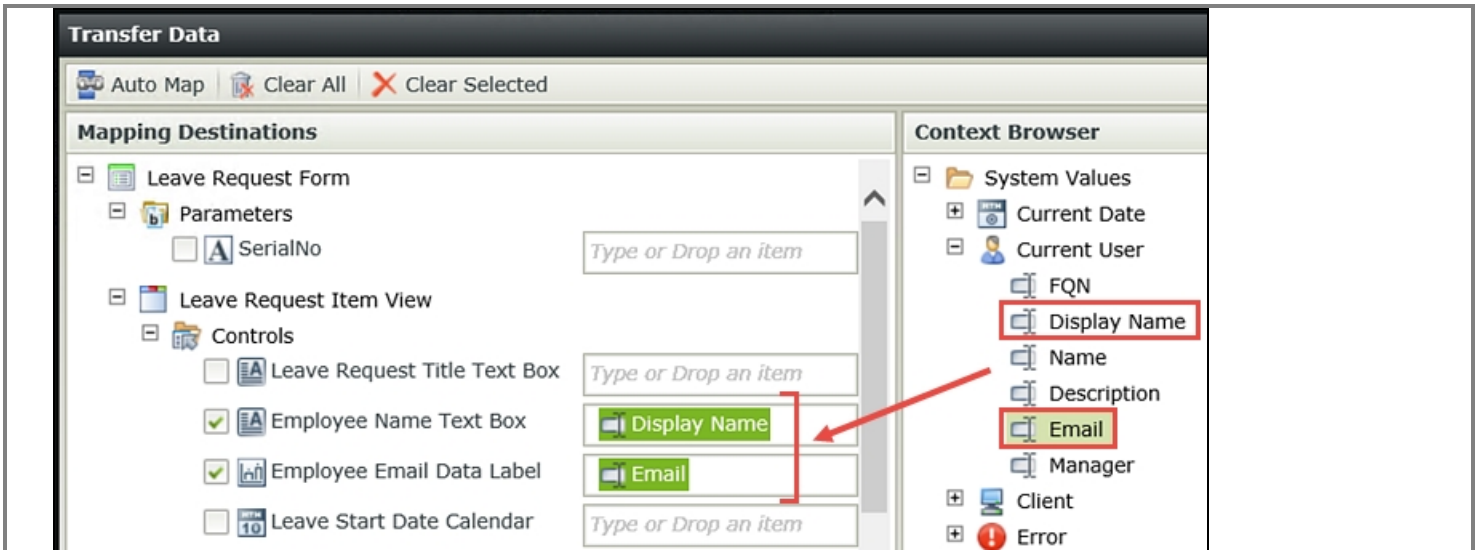 Transfer Data
Auto Map Clear All Clear Selected
Mapping Destinations
Leave Request Form
Parameters
SerialNo Type or Drop an item
Leave Request Item View
Controls
Leave Request Title Text Box Type or Drop an item
Employee Name Text Box Display Name
Employee Email Data Label Email
Leave Start Date Calendar Type or Drop an item
Context Browser
System Values
Current Date
Current User
FQN
Display Name
Name
Description
Email
Manager
Client
Error